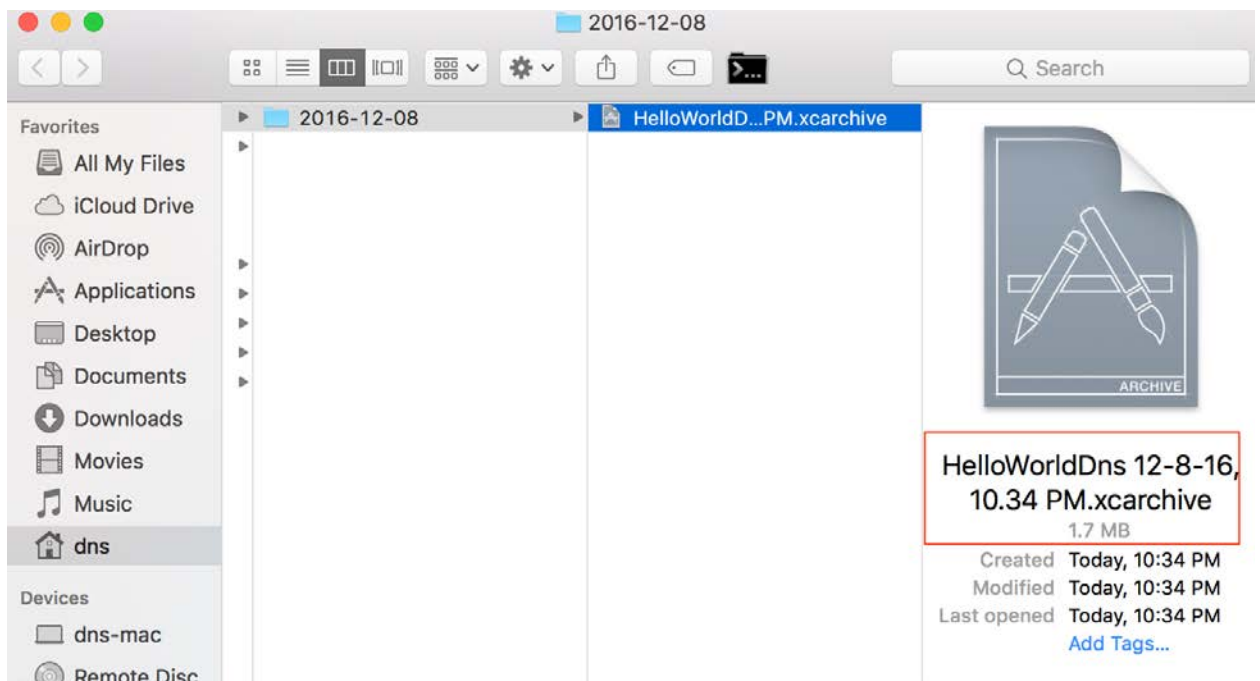 2016-12-08
Search
Favorites
All My Files
iCloud Drive
AirDrop
Applications
Desktop
Documents
Downloads
Movies
Music
dns
Devices
dns-mac
Remote Disc
2016-12-08
HelloWorldD...PM.xcarchive
ARCHIVE
HelloWorldDns 12-8-16,
10.34 PM.xcarchive
1.7 MB
Created Today, 10:34 PM
Modified Today, 10:34 PM
Last opened Today, 10:34 PM
Add Tags...